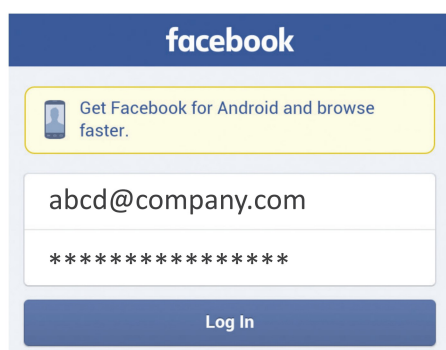 facebook
Get Facebook for Android and browse
faster.
abcd@company.com
****************
Log In